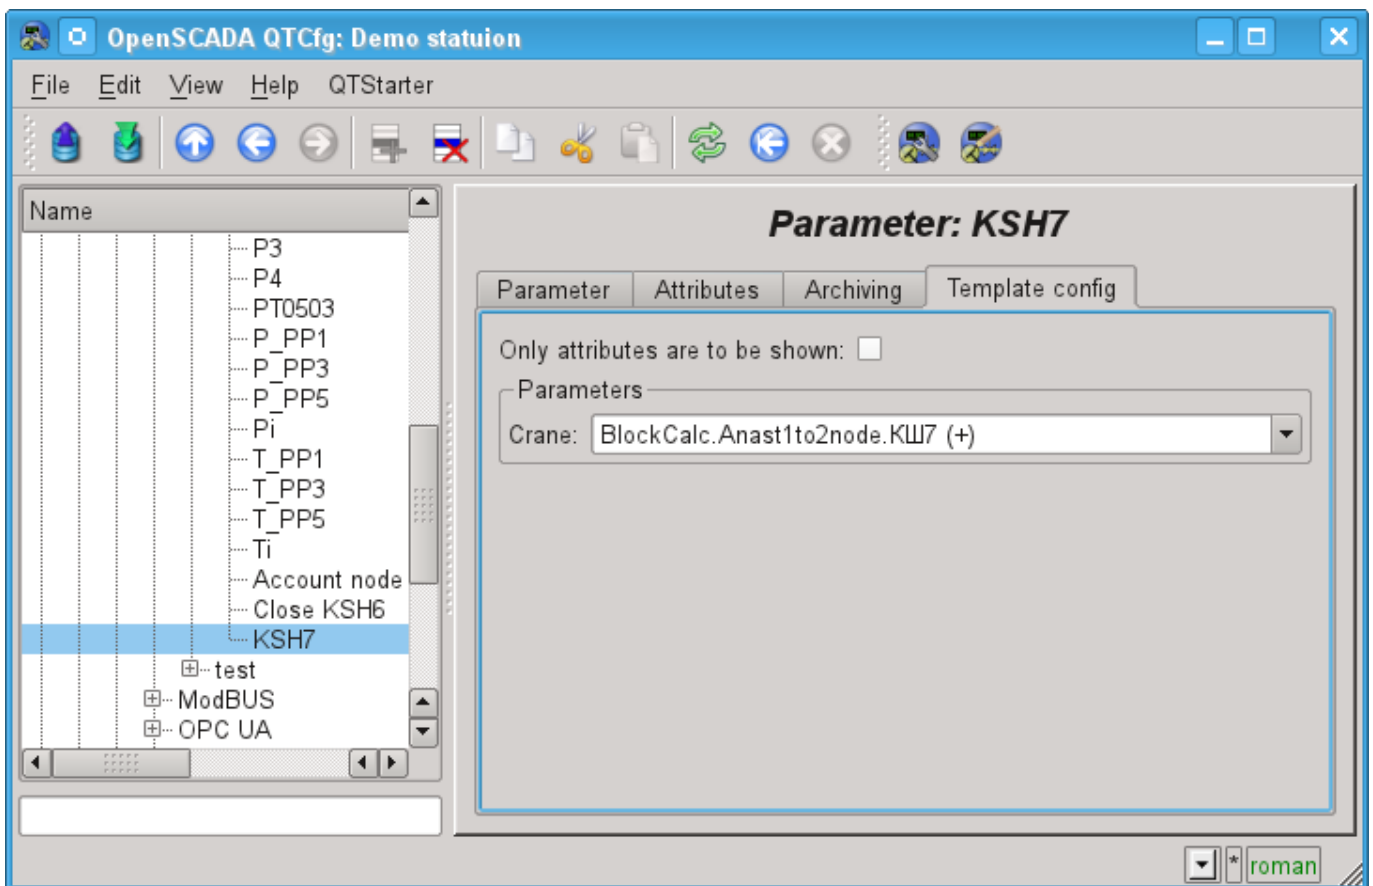 OpenSCADA QTCfg: Demo statuion
File Edit View Help QTStarter
Name
P3
P4
PT0503
P_PP1
P_PP3
P_PP5
Pi
T_PP1
T_PP3
T_PP5
Ti
Account node
Close KSH6
KSH7
test
ModBUS
OPC UA
Parameter: KSH7
Parameter Attributes Archiving Template config
Only attributes are to be shown:
Parameters
Crane: BlockCalc.Anast1to2node.КШ7 (+)
* roman